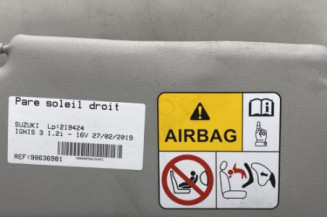 Pare soleil droit
SUZUKI Lp:219424
IGNIS 3 1.2i - 16V 27/02/2019
REF:98636981
AIRBAG